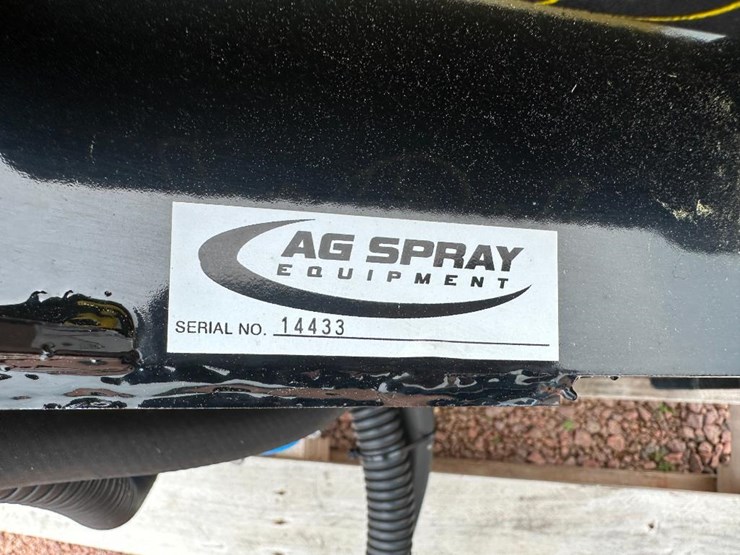 AG SPRAY
EQUIPMENT
SERIAL NO. 14433